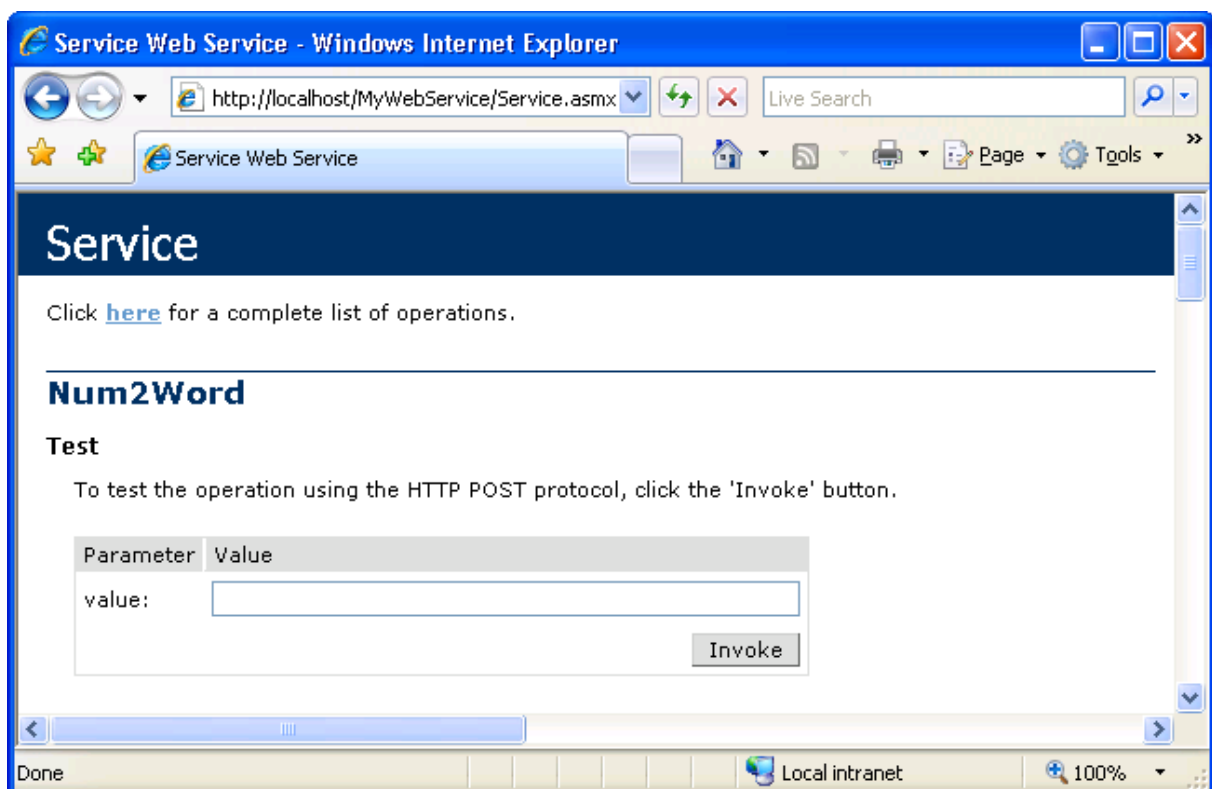 Service Web Service - Windows Internet Explorer
http://localhost/MyWebService/Service.asmx
Live Search
Service Web Service
Page
Tools
»
Service
Click here for a complete list of operations.
Num2Word
Test
To test the operation using the HTTP POST protocol, click the 'Invoke' button.
Parameter Value
value:
Invoke
Done Local intranet 100%